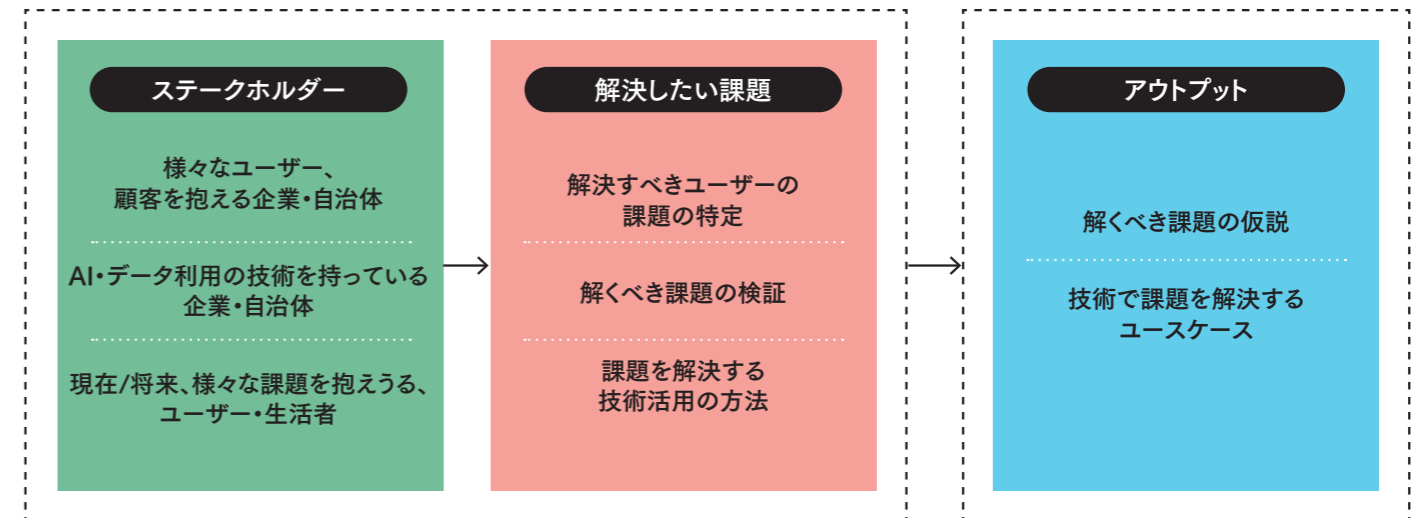 ステークホルダー
様々なユーザー、
顧客を抱える企業・自治体
AI・データ利用の技術を持っている
企業・自治体
現在/将来、様々な課題を抱えうる、
ユーザー・生活者
解決したい課題
解決すべきユーザーの
課題の特定
解くべき課題の検証
課題を解決する
技術活用の方法
アウトプット
解くべき課題の仮説
技術で課題を解決する
ユースケース